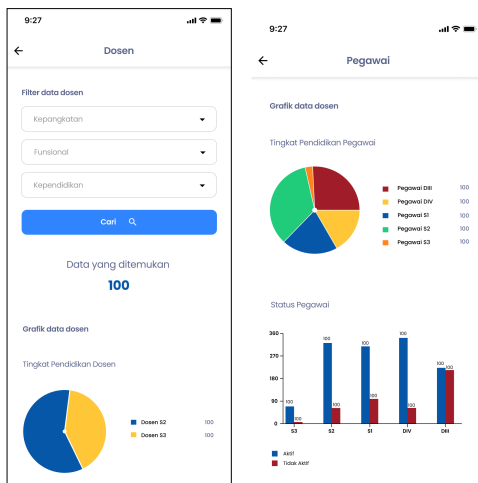 9:27
Dosen
Filter data dosen
Kepangkatan
Funsional
Kependidikan
Cari
Data yang ditemukan
100
Grafik data dosen
Tingkat Pendidikan Dosen
Dosen S2 100
Dosen S3 100
9:27
Pegawai
Grafik data dosen
Tingkat Pendidikan Pegawai
Pegawai DIII 100
Pegawai DIV 100
Pegawai S1 100
Pegawai S2 100
Pegawai S3 100
Status Pegawai
360
270
180
90
0
100 100
100 100
100 100
100 100
100 100
S3 S2 S1 DIV DIII
Aktif
Tidak Aktif